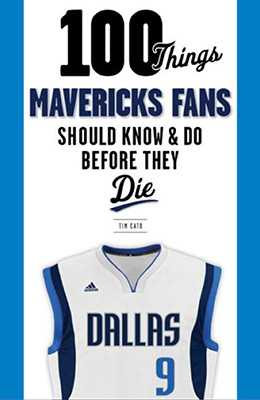 100 Things
MAVERICKS FANS
SHOULD KNOW & DO
BEFORE THEY
Die
TIM CATO
adidas
DALLAS
9